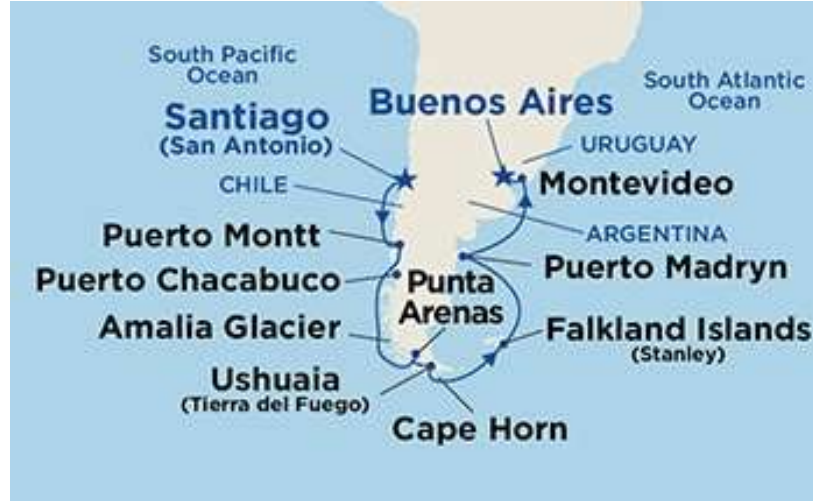 South Pacific
Ocean
South Atlantic
Ocean
Buenos Aires
Santiago
(San Antonio)
URUGUAY
CHILE
Montevideo
Puerto Montt
ARGENTINA
Puerto Chacabuco
Punta
Arenas
Puerto Madryn
Amalia Glacier
Falkland Islands
(Stanley)
Ushuaia
(Tierra del Fuego)
Cape Horn